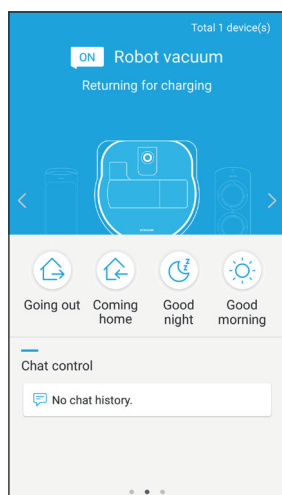 Total 1 device(s)
ON Robot vacuum
Returning for charging
SAMSUNG
Going out
Coming home
Good night
Good morning
Chat control
No chat history.